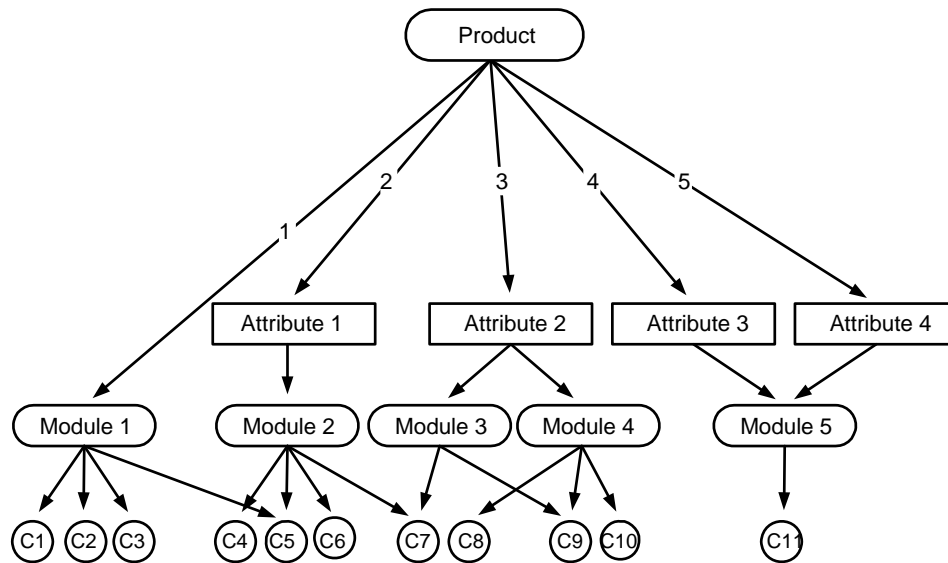 Product
1
2
3
4
5
Attribute 1
Attribute 2
Attribute 3
Attribute 4
Module 1
Module 2
Module 3
Module 4
Module 5
C1
C2
C3
C4
C5
C6
C7
C8
C9
C10
C11